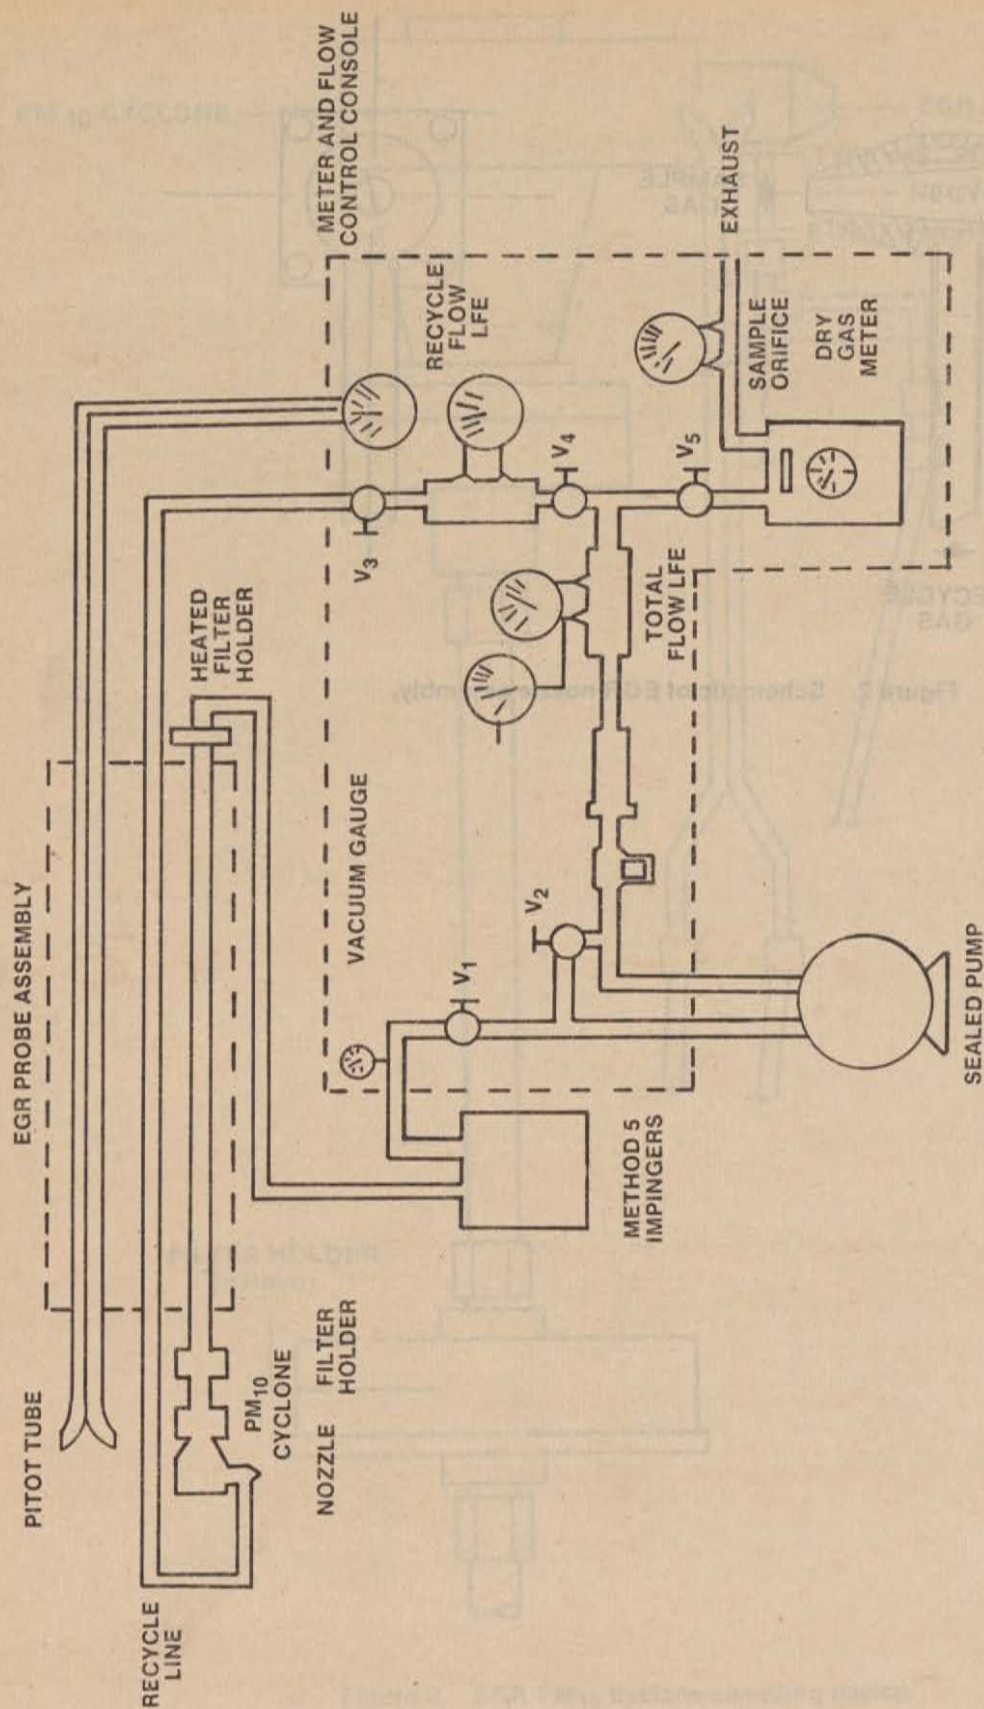 PITOT TUBE
EGR PROBE ASSEMBLY
RECYCLE
LINE
PM10
CYCLONE
NOZZLE
FILTER
HOLDER
HEATED
FILTER
HOLDER
METER AND FLOW
CONTROL CONSOLE
VACUUM GAUGE
V3
RECYCLE
FLOW
LFE
V1
V2
V4
V5
TOTAL
FLOW LFE
METHOD 5
IMPINGERS
EXHAUST
SAMPLE
ORIFICE
DRY
GAS
METER
SEALED PUMP